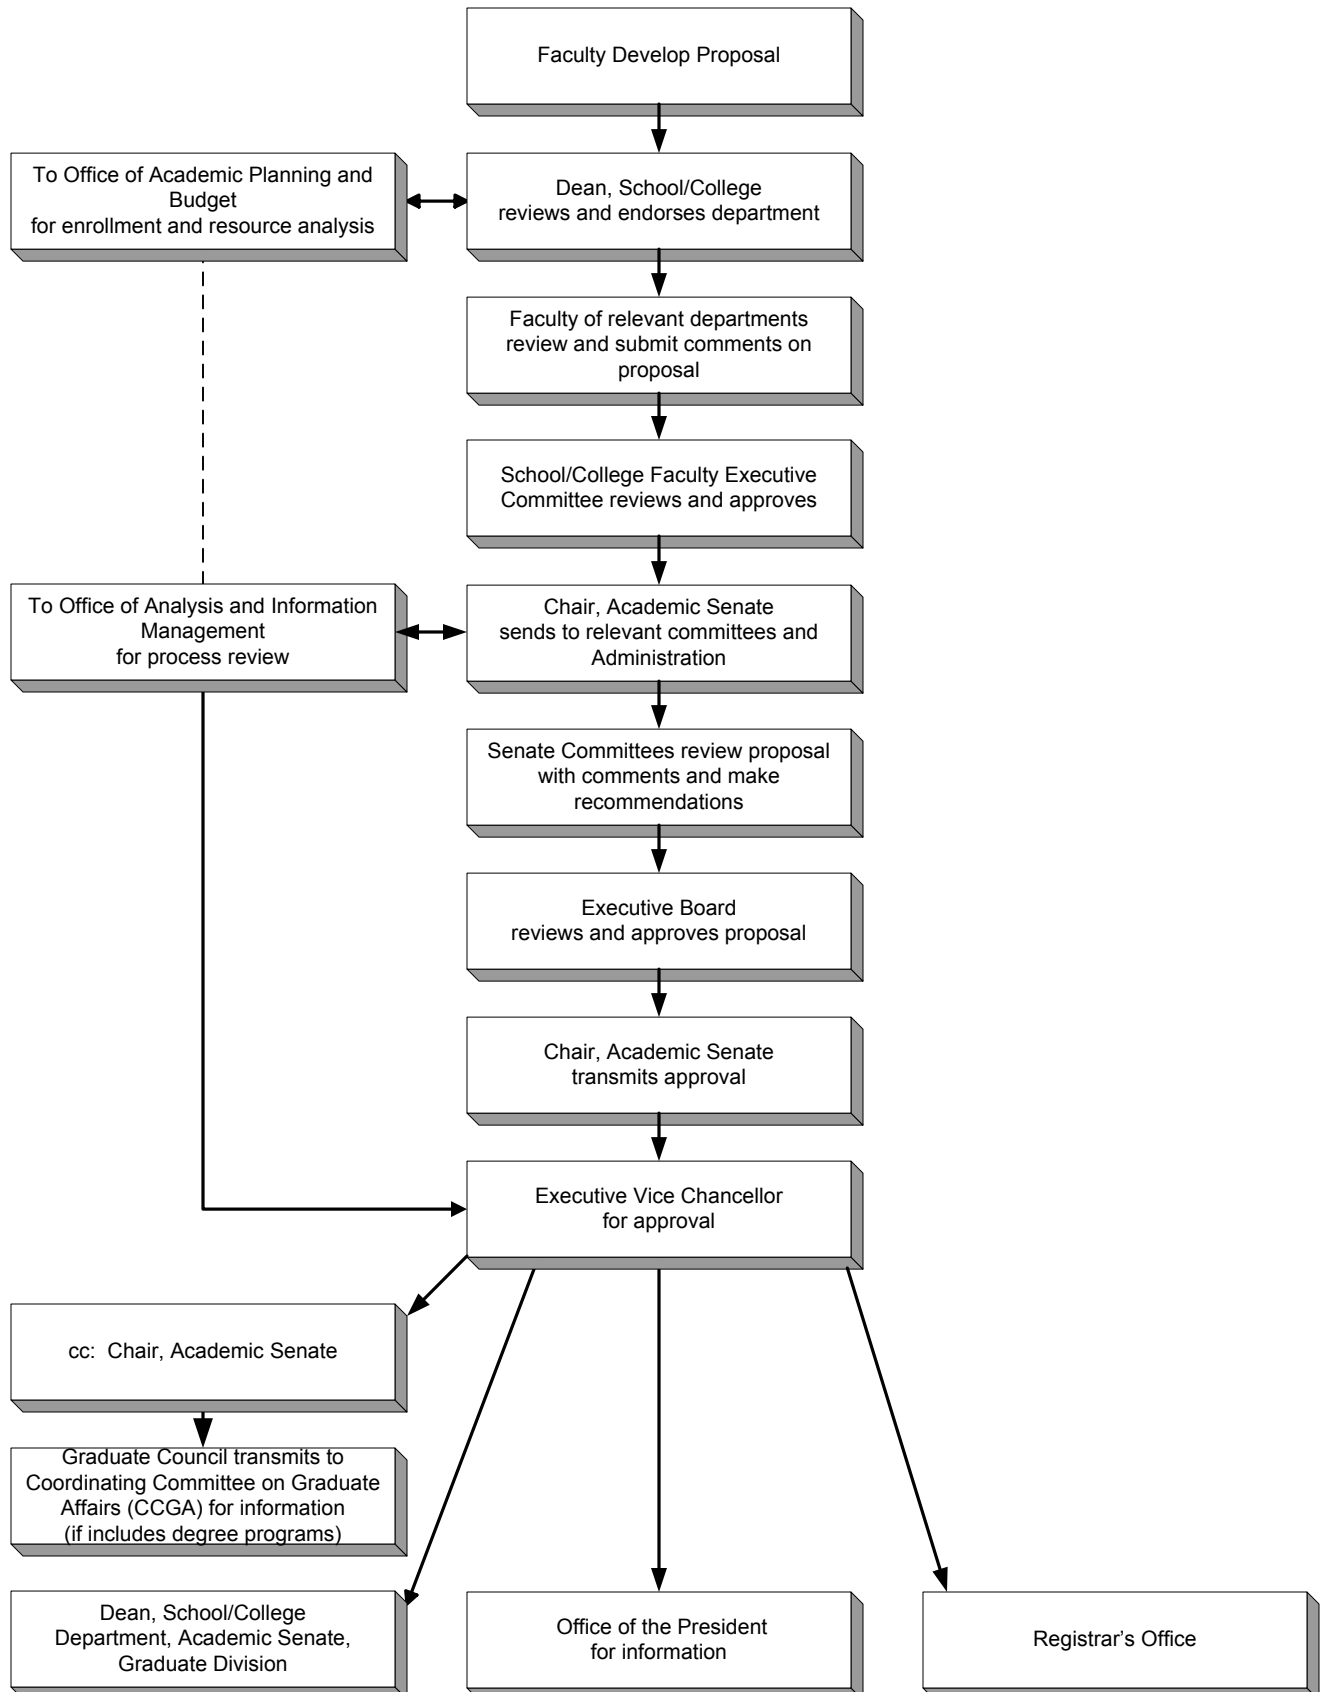 Faculty Develop Proposal
To Office of Academic Planning and
Budget
for enrollment and resource analysis
Dean, School/College
reviews and endorses department
Faculty of relevant departments
review and submit comments on
proposal
School/College Faculty Executive
Committee reviews and approves
To Office of Analysis and Information
Management
for process review
Chair, Academic Senate
sends to relevant committees and
Administration
Senate Committees review proposal
with comments and make
recommendations
Executive Board
reviews and approves proposal
Chair, Academic Senate
transmits approval
Executive Vice Chancellor
for approval
cc:  Chair, Academic Senate
Graduate Council transmits to
Coordinating Committee on Graduate
Affairs (CCGA) for information
(if includes degree programs)
Dean, School/College
Department, Academic Senate,
Graduate Division
Office of the President
for information
Registrar's Office